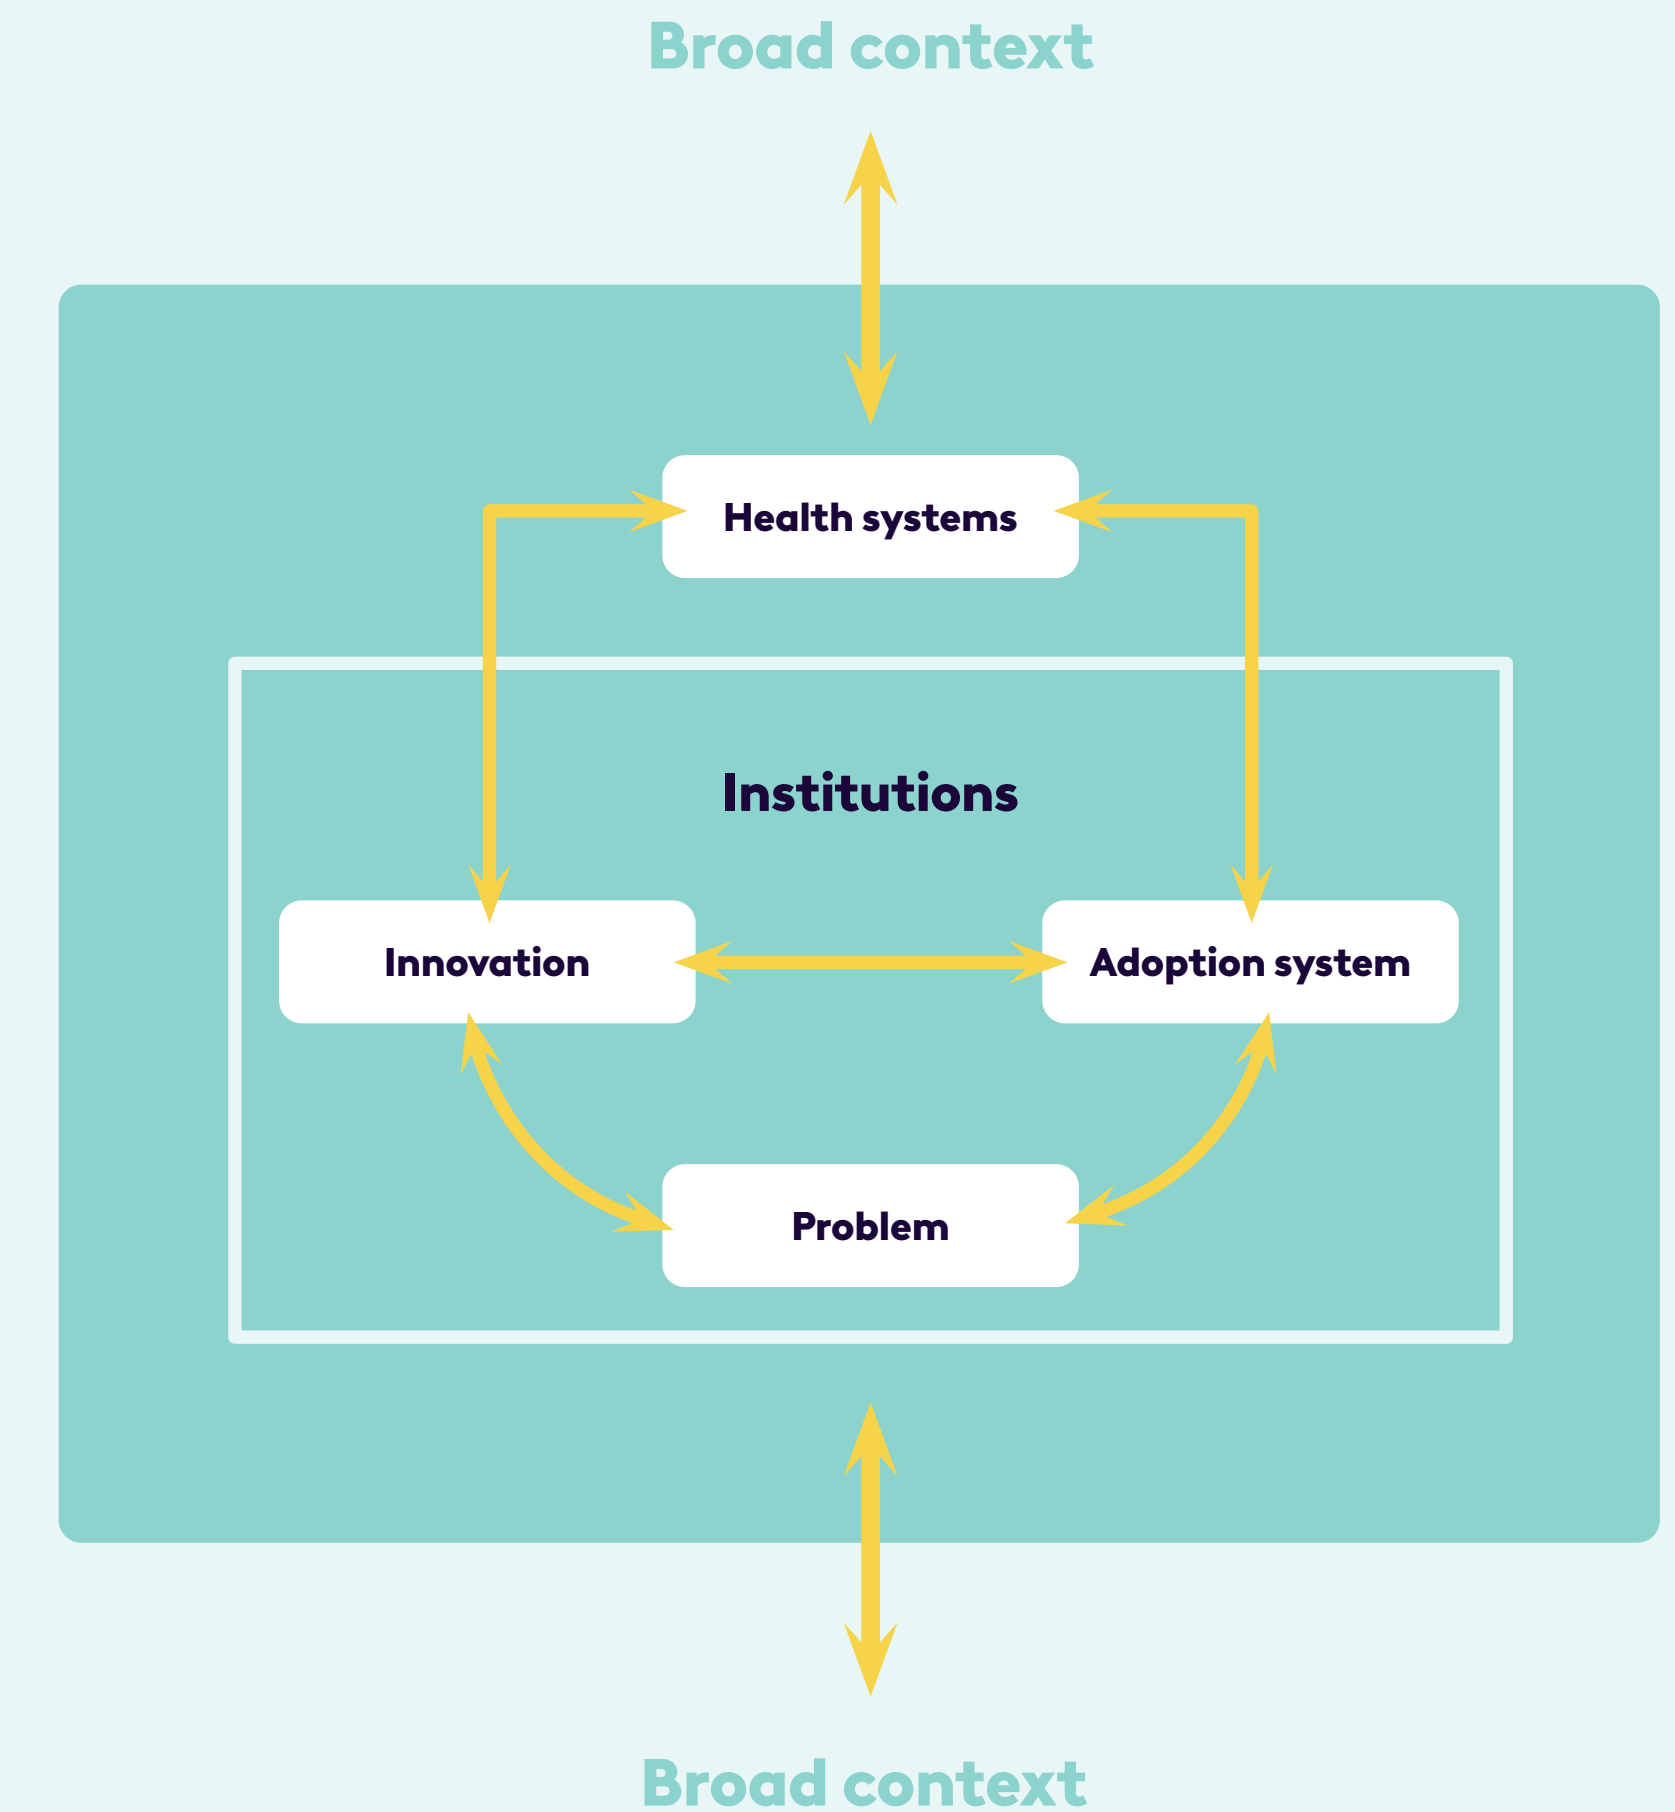 Broad context
Health systems
Institutions
Innovation
Adoption system
Problem
Broad context